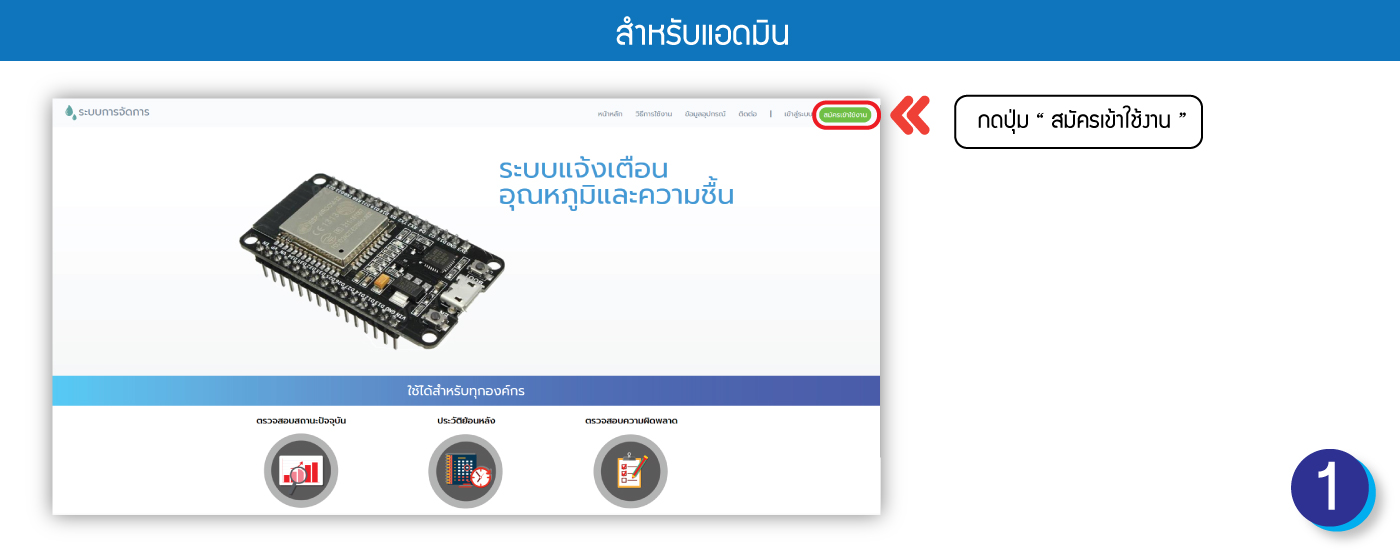 สำหรับแอดมิน
ระบบการจัดการ
หน้าหลัก วิธีการใช้งาน ข้อมูลอุปกรณ์ ติดต่อ | เข้าสู่ระบบ สมัครเข้าใช้งาน
กดปุ่ม “ สมัครเข้าใช้งาน ”
ระบบแจ้งเตือน
อุณหภูมิและความชื้น
ใช้ได้สำหรับทุกองค์กร
ตรวจสอบสถานะปัจจุบัน ประวัติย้อนหลัง ตรวจสอบความผิดพลาด
1